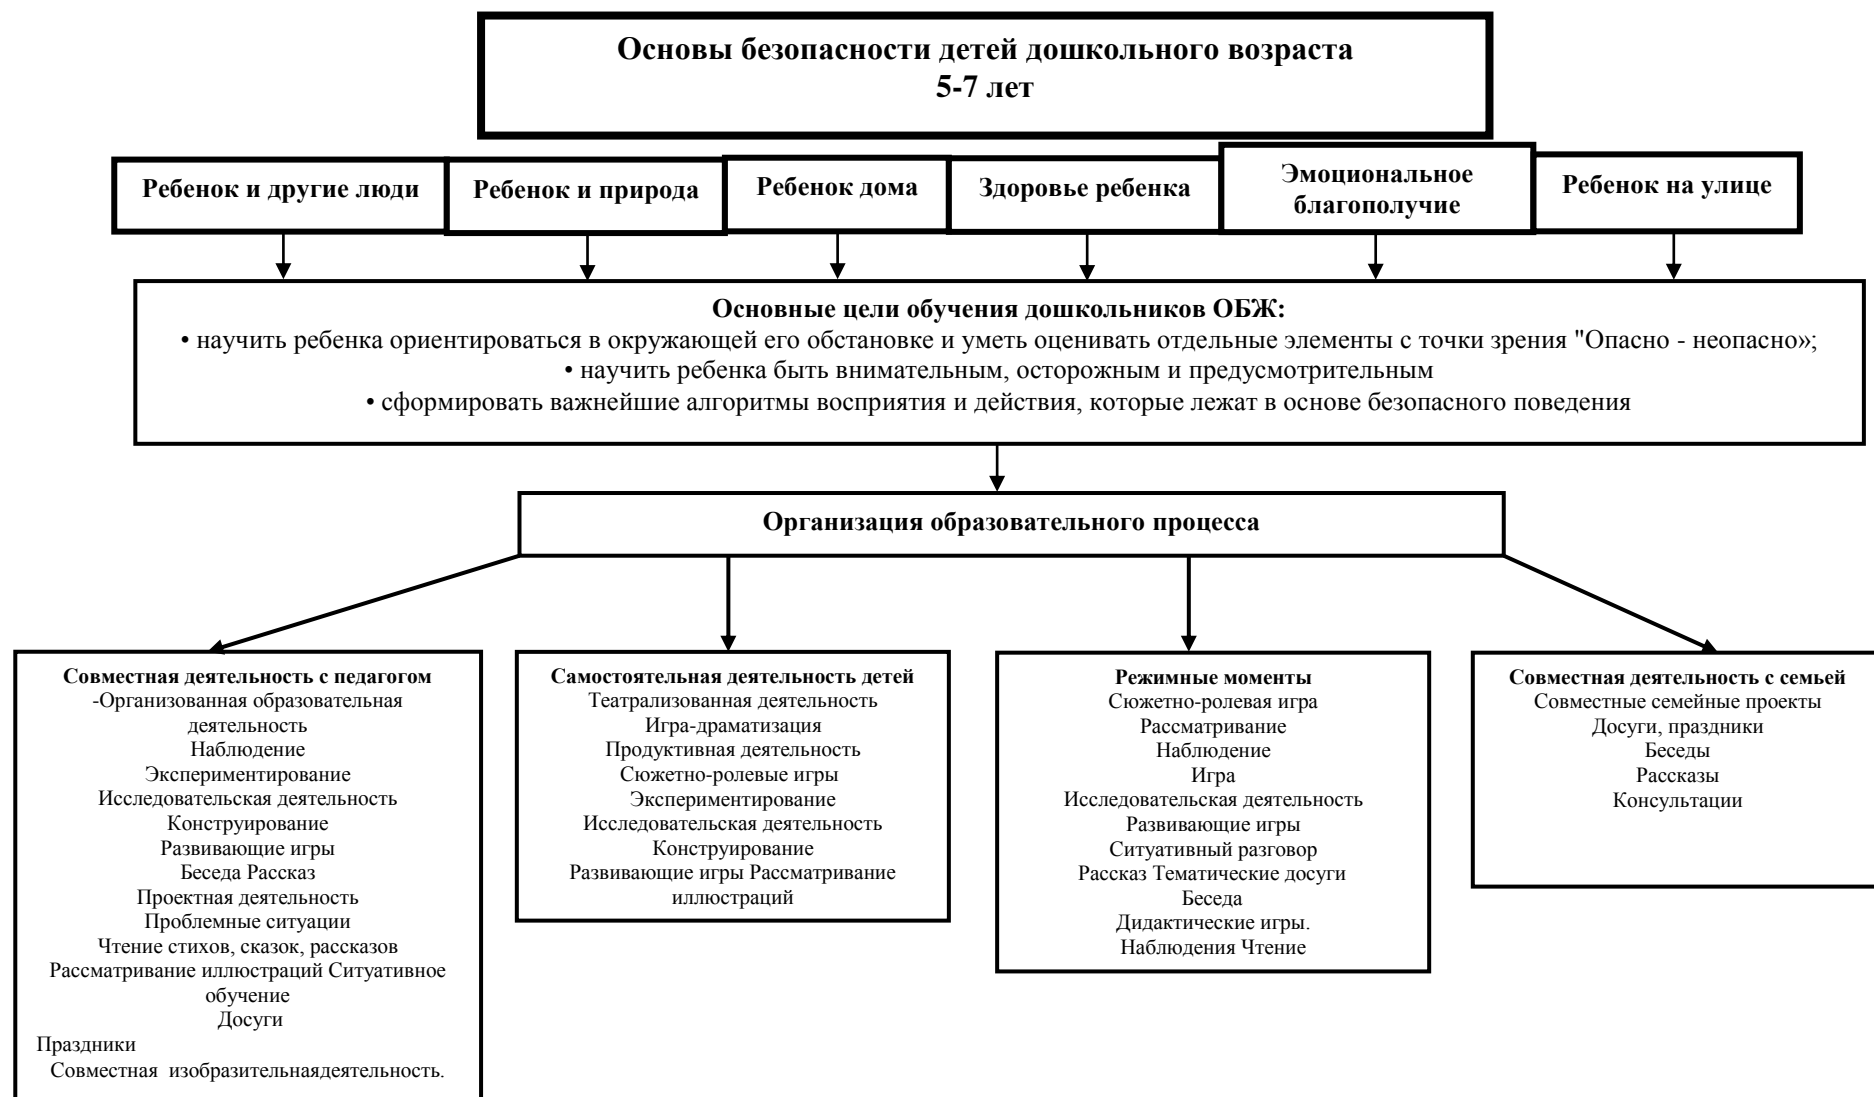 Основы безопасности детей дошкольного возраста
5-7 лет
Ребенок и другие люди
Ребенок и природа
Ребенок дома
Здоровье ребенка
Эмоциональное
благополучие
Ребенок на улице
Основные цели обучения дошкольников ОБЖ:
• научить ребенка ориентироваться в окружающей его обстановке и уметь оценивать отдельные элементы с точки зрения "Опасно - неопасно»;
• научить ребенка быть внимательным, осторожным и предусмотрительным
• сформировать важнейшие алгоритмы восприятия и действия, которые лежат в основе безопасного поведения
Организация образовательного процесса
Совместная деятельность с педагогом
-Организованная образовательная
деятельность
Наблюдение
Экспериментирование
Исследовательская деятельность
Конструирование
Развивающие игры
Беседа Рассказ
Проектная деятельность
Проблемные ситуации
Чтение стихов, сказок, рассказов
Рассматривание иллюстраций Ситуативное
обучение
Досуги
Праздники
Совместная изобразительнаядеятельность.
Самостоятельная деятельность детей
Театрализованная деятельность
Игра-драматизация
Продуктивная деятельность
Сюжетно-ролевые игры
Экспериментирование
Исследовательская деятельность
Конструирование
Развивающие игры Рассматривание
иллюстраций
Режимные моменты
Сюжетно-ролевая игра
Рассматривание
Наблюдение
Игра
Исследовательская деятельность
Развивающие игры
Ситуативный разговор
Рассказ Тематические досуги
Беседа
Дидактические игры.
Наблюдения Чтение
Совместная деятельность с семьей
Совместные семейные проекты
Досуги, праздники
Беседы
Рассказы
Консультации